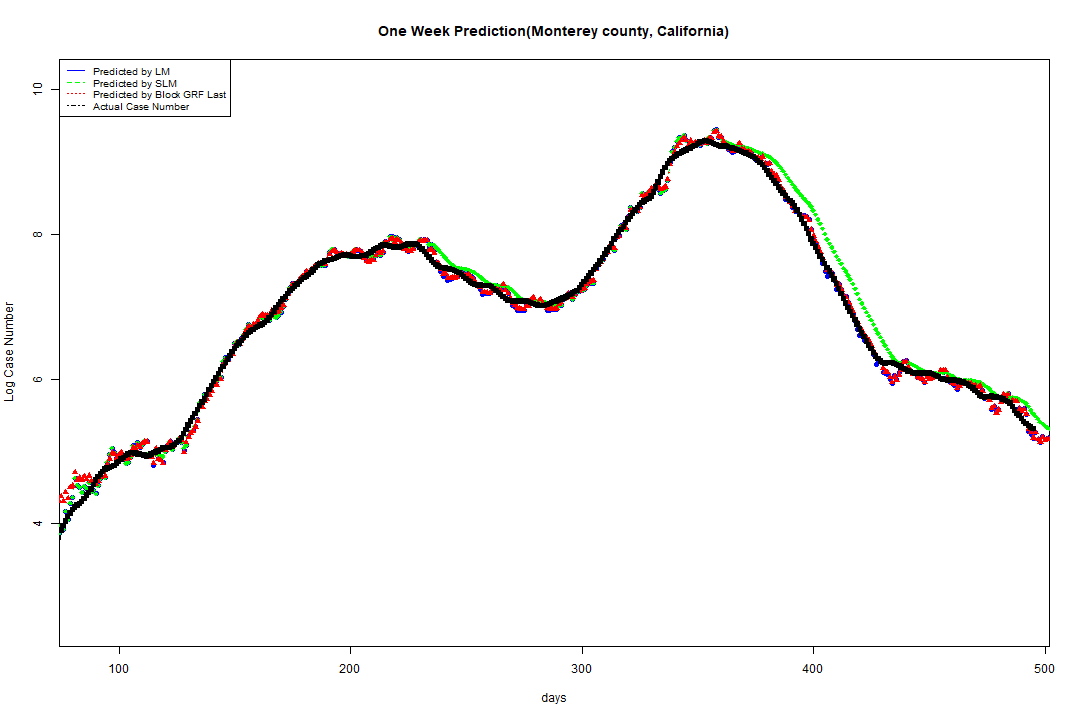 One Week Prediction(Monterey county, California)
Predicted by LM
Predicted by SLM
Predicted by Block GRF Last
Actual Case Number
10
8
6
4
Log Case Number
100 200 300 400 500
days